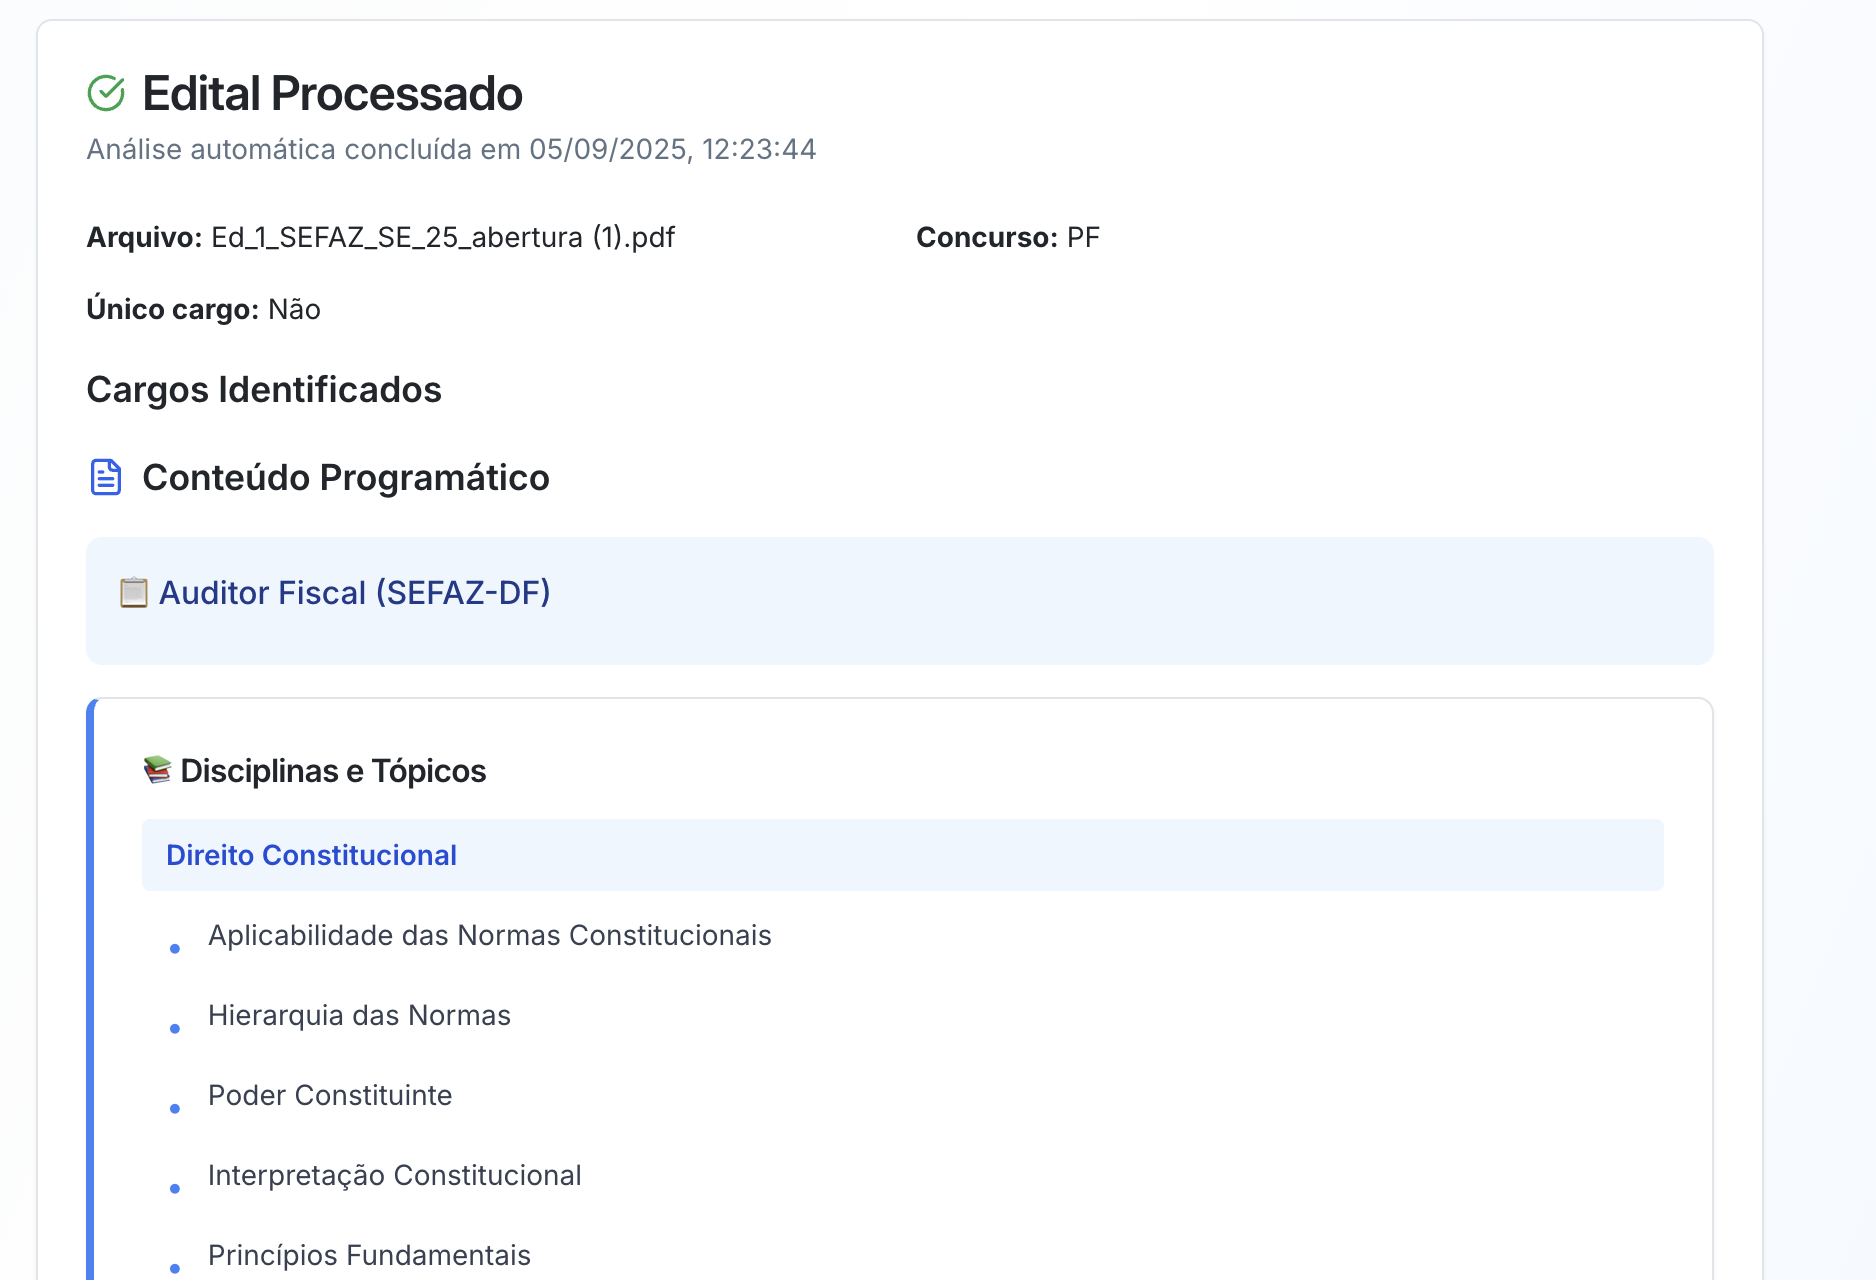 Edital Processado
Análise automática concluída em 05/09/2025, 12:23:44
Arquivo: Ed_1_SEFAZ_SE_25_abertura (1).pdf
Concurso: PF
Único cargo: Não
Cargos Identificados
Conteúdo Programático
Auditor Fiscal (SEFAZ-DF)
Disciplinas e Tópicos
Direito Constitucional
Aplicabilidade das Normas Constitucionais
Hierarquia das Normas
Poder Constituinte
Interpretação Constitucional
Princípios Fundamentais